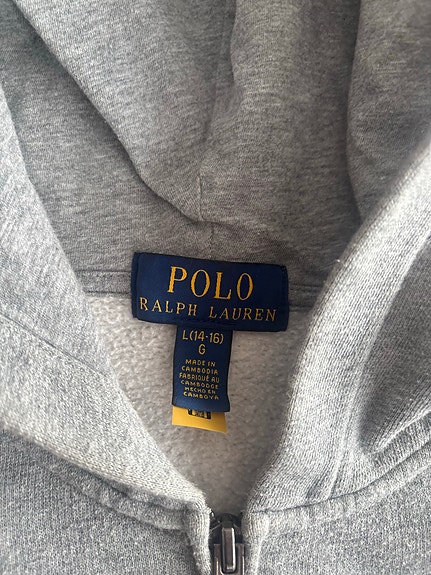 POLO
RALPH LAUREN
L(14-16)
G
MADE IN
CAMBODIA
FABRIQUÉ AU
CAMBODGE
HECHO EN
CAMBOYA